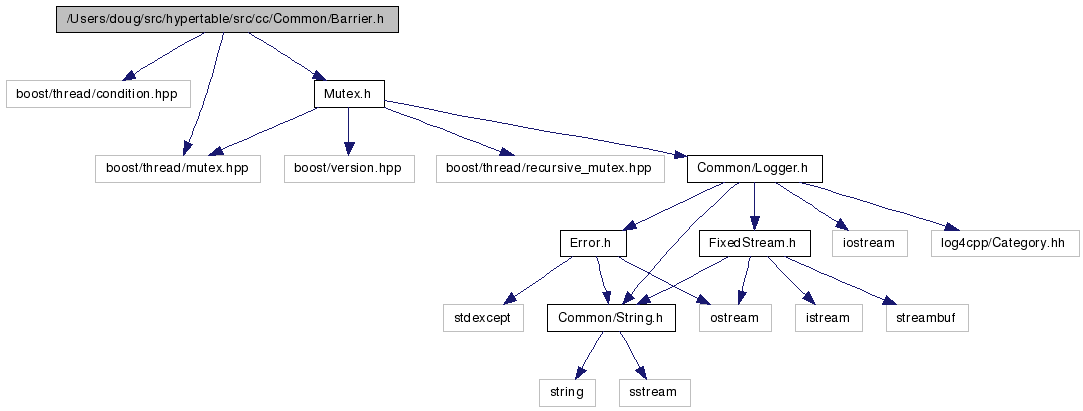 /Users/doug/src/hypertable/src/cc/Common/Barrier.h
boost/thread/condition.hpp
Mutex.h
boost/thread/mutex.hpp
boost/version.hpp
boost/thread/recursive_mutex.hpp
Common/Logger.h
Error.h
FixedStream.h
iostream
log4cpp/Category.hh
stdexcept
Common/String.h
ostream
istream
streambuf
string
sstream